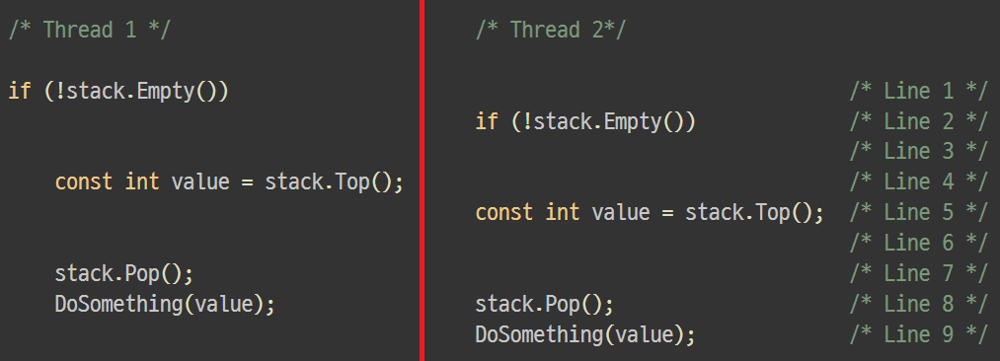 /* Thread 1 */
if (!stack.Empty())
const int value = stack.Top();
stack.Pop();
DoSomething(value);
/* Thread 2*/
/* Line 1 */
if (!stack.Empty()) /* Line 2 */
/* Line 3 */
/* Line 4 */
const int value = stack.Top(); /* Line 5 */
/* Line 6 */
/* Line 7 */
stack.Pop(); /* Line 8 */
DoSomething(value); /* Line 9 */